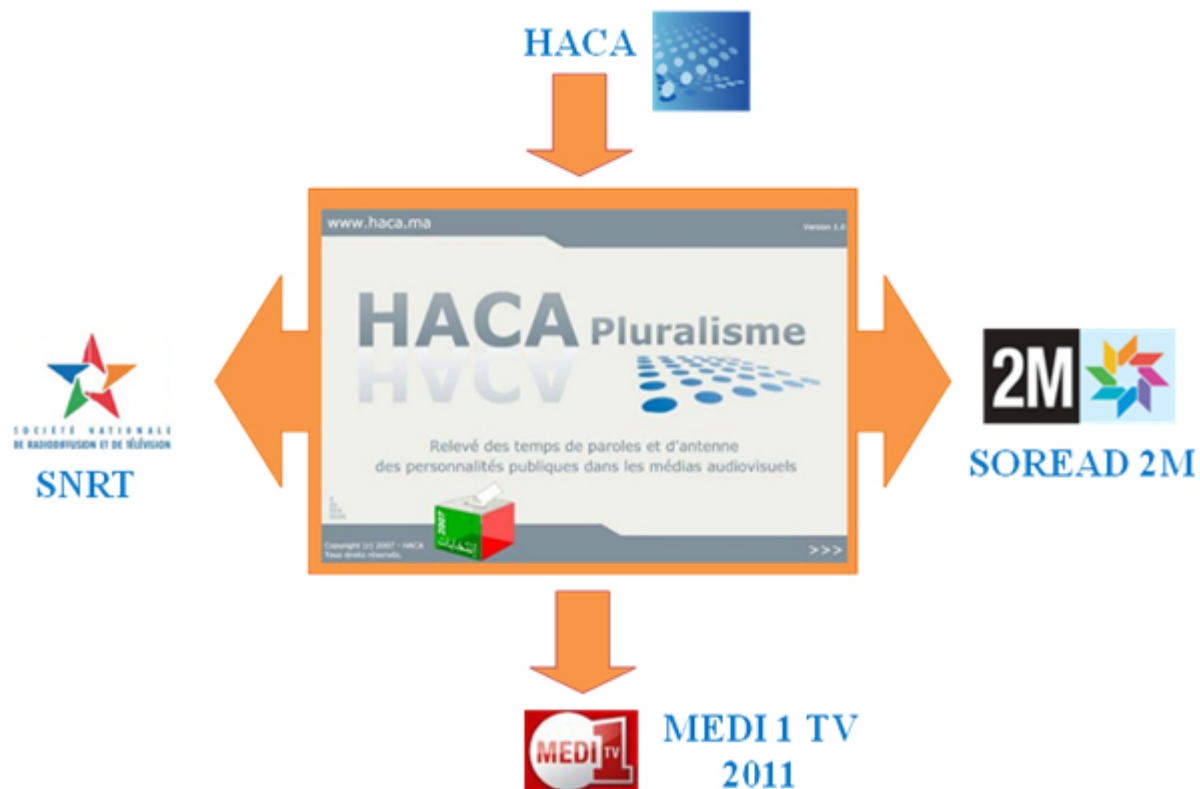 HACA
www.haca.ma
Version 1.0
HACA Pluralisme
Relevé des temps de paroles et d'antenne
des personnalités publiques dans les médias audiovisuels
2007
Copyright (c) 2007 - HACA
Tous droits réservés.
>>>
SOCIÉTÉ NATIONALE
DE RADIODIFFUSION ET DE TÉLÉVISION
SNRT
2M
SOREAD 2M
MEDI 1 TV
MEDI 1 TV
2011